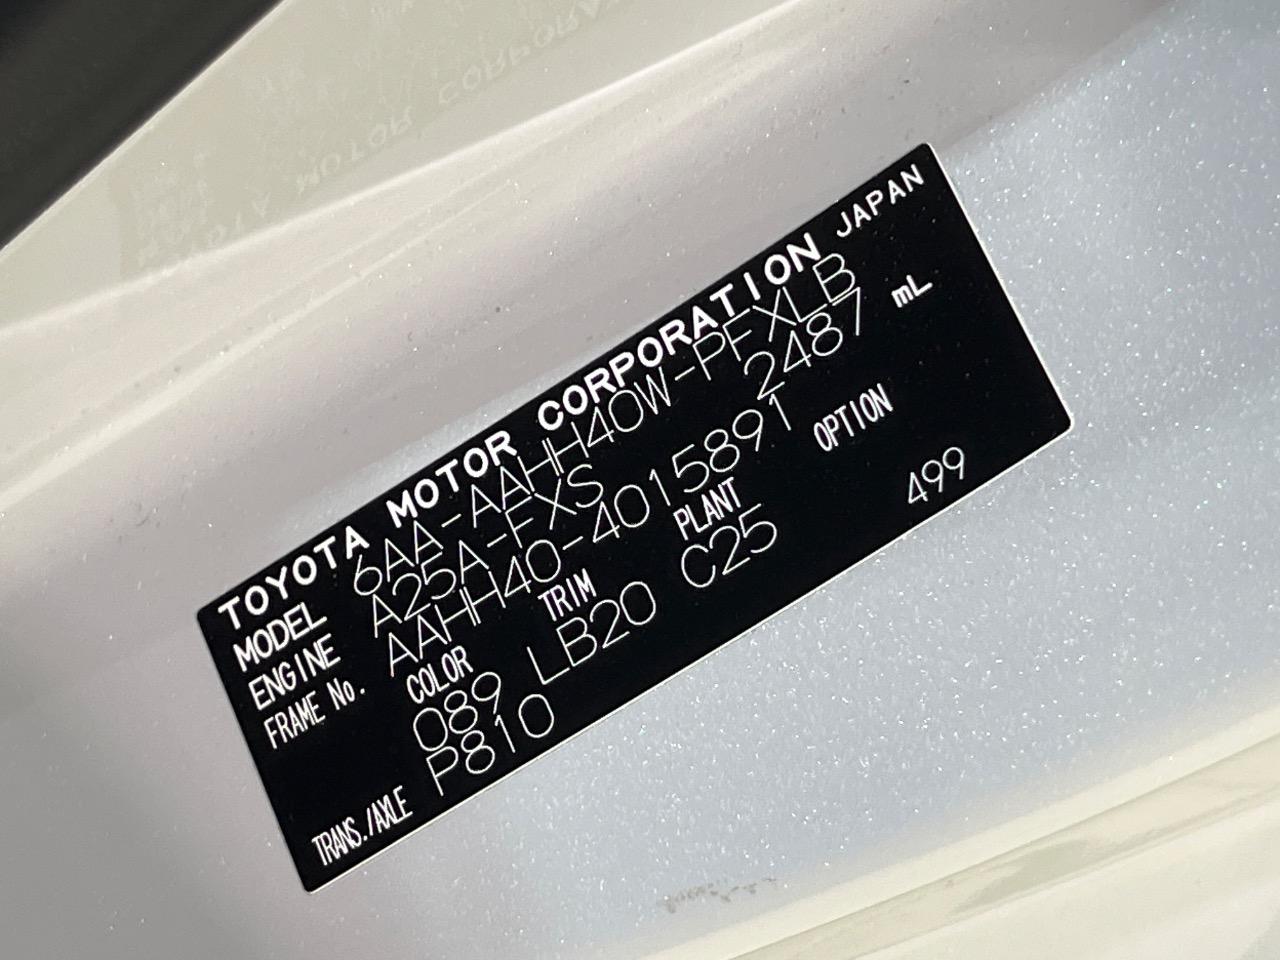 TOYOTA MOTOR CORPORATION JAPAN
MODEL 6AA-AAHH40W-PFXLB
ENGINE A25A-FXS 2487 mL
FRAME No. AAHH40-4015891
COLOR TRIM PLANT OPTION
089 LB20 C25 499
TRANS./AXLE P810